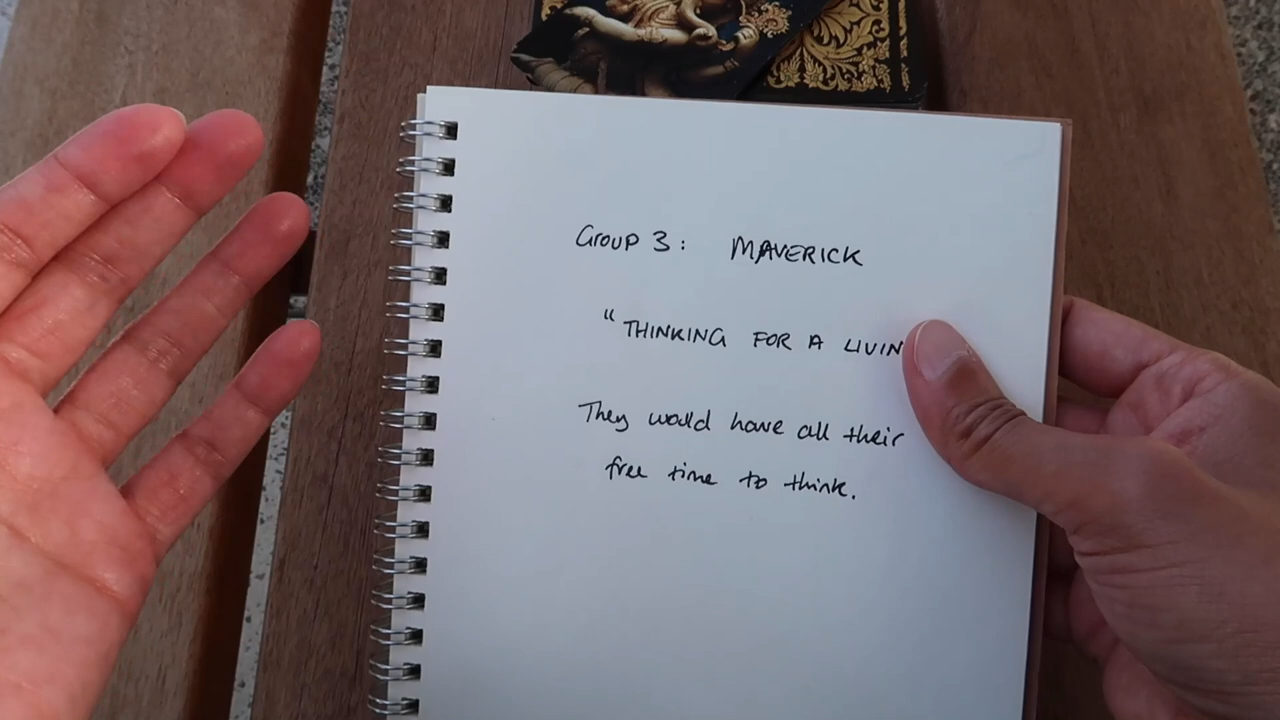 Group 3: MAVERICK
"THINKING FOR A LIVIN
They would have all their
free time to think.